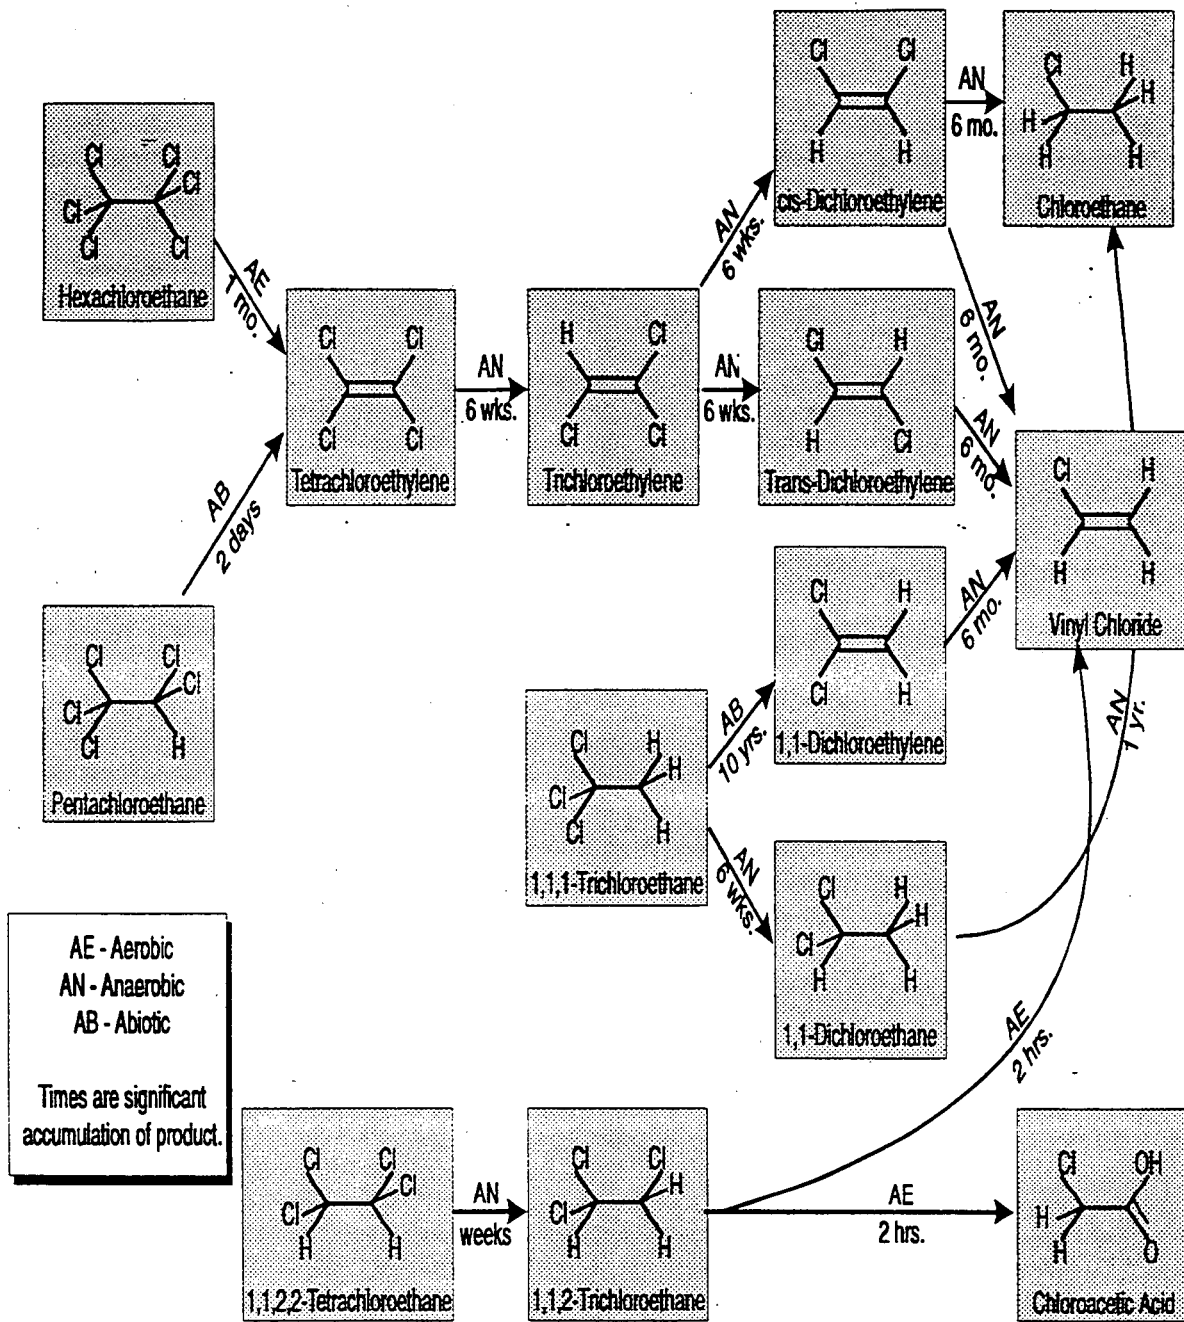 Cl Cl
Cl Cl
Cl Cl
Hexachloroethane
AE
1 mo.
Cl Cl
Cl Cl
Cl H
Pentachloroethane
AB
2 days
Cl Cl
Cl Cl
Tetrachloroethylene
AN
6 wks.
H Cl
Cl Cl
Trichloroethylene
AN
6 wks.
AN
6 wks.
Cl Cl
H H
cis-Dichloroethylene
AN
6 mo.
Cl H
H H
H H
Chloroethane
Cl H
H Cl
Trans-Dichloroethylene
AN
6 mo.
AN
6 mo.
Cl H
H H
Vinyl Chloride
Cl H
Cl H
1,1-Dichloroethylene
AN
6 mo.
Cl H
Cl H
Cl H
1,1,1-Trichloroethane
AB
10 yrs.
AN
6 wks.
Cl H
Cl H
H H
1,1-Dichloroethane
AN
1 yr.
AE
2 hrs.
AE - Aerobic
AN - Anaerobic
AB - Abiotic
Times are significant
accumulation of product.
Cl Cl
Cl Cl
H H
1,1,2,2-Tetrachloroethane
AN
weeks
Cl Cl
Cl H
H H
1,1,2-Trichloroethane
AE
2 hrs.
Cl OH
H
H O
Chloroacetic Acid